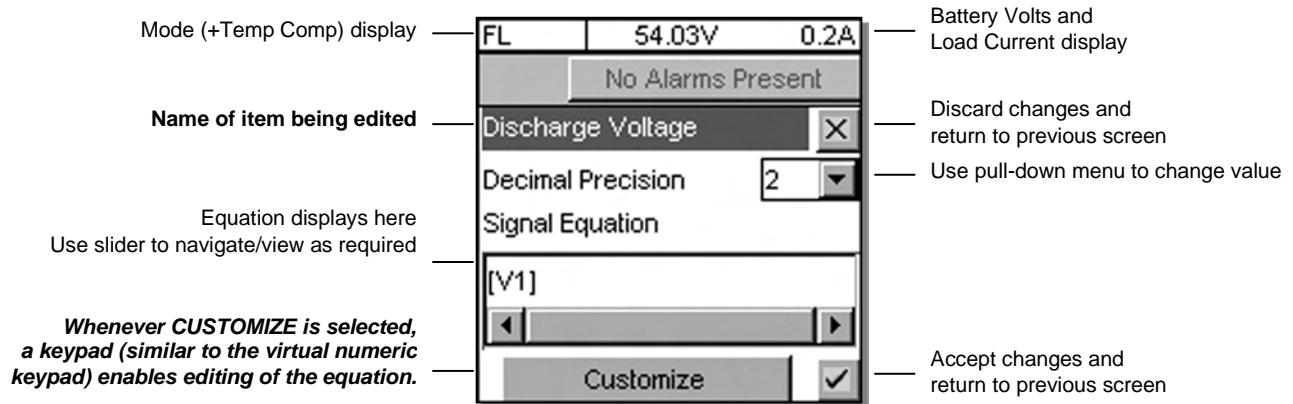 Mode (+Temp Comp) display
FL 54.03V 0.2A
Battery Volts and
Load Current display
No Alarms Present
Name of item being edited
Discharge Voltage
Discard changes and
return to previous screen
Decimal Precision 2
Use pull-down menu to change value
Equation displays here
Use slider to navigate/view as required
Signal Equation
[V1]
Whenever CUSTOMIZE is selected,
a keypad (similar to the virtual numeric
keypad) enables editing of the equation.
Customize
Accept changes and
return to previous screen